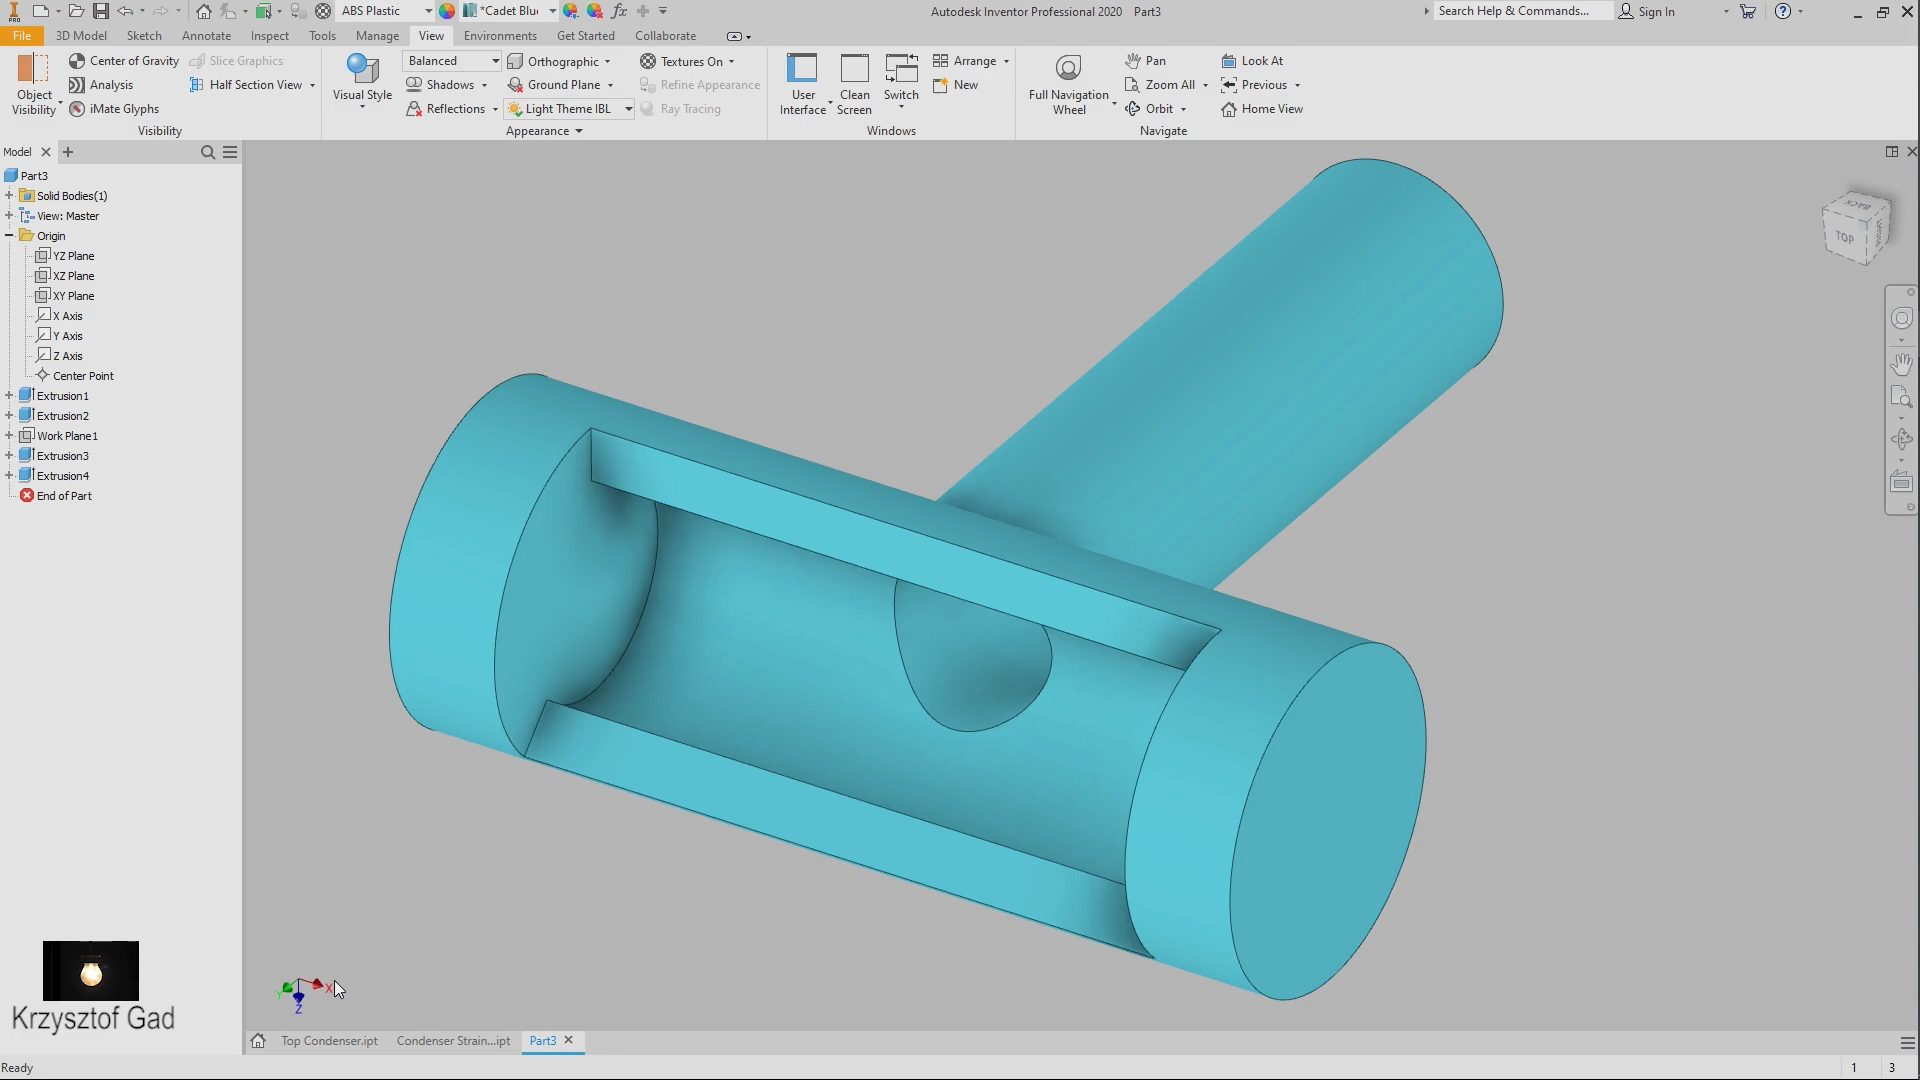 PRO
ABS Plastic
*Cadet Blue
Autodesk Inventor Professional 2020 Part3
Search Help & Commands...
Sign In
File 3D Model Sketch Annotate Inspect Tools Manage View Environments Get Started Collaborate
Object Visibility
Center of Gravity
Slice Graphics
Analysis
Half Section View
iMate Glyphs
Visibility
Visual Style
Balanced
Shadows
Reflections
Orthographic
Ground Plane
Light Theme IBL
Textures On
Refine Appearance
Ray Tracing
Appearance
User Interface
Clean Screen
Switch
Arrange
New
Windows
Full Navigation Wheel
Pan
Zoom All
Orbit
Look At
Previous
Home View
Navigate
Model
Part3
Solid Bodies(1)
View: Master
Origin
YZ Plane
XZ Plane
XY Plane
X Axis
Y Axis
Z Axis
Center Point
Extrusion1
Extrusion2
Work Plane1
Extrusion3
Extrusion4
End of Part
BACK
TOP
X
Y
Z
Krzysztof Gad
Top Condenser.ipt Condenser Strain...ipt Part3
Ready
1 3